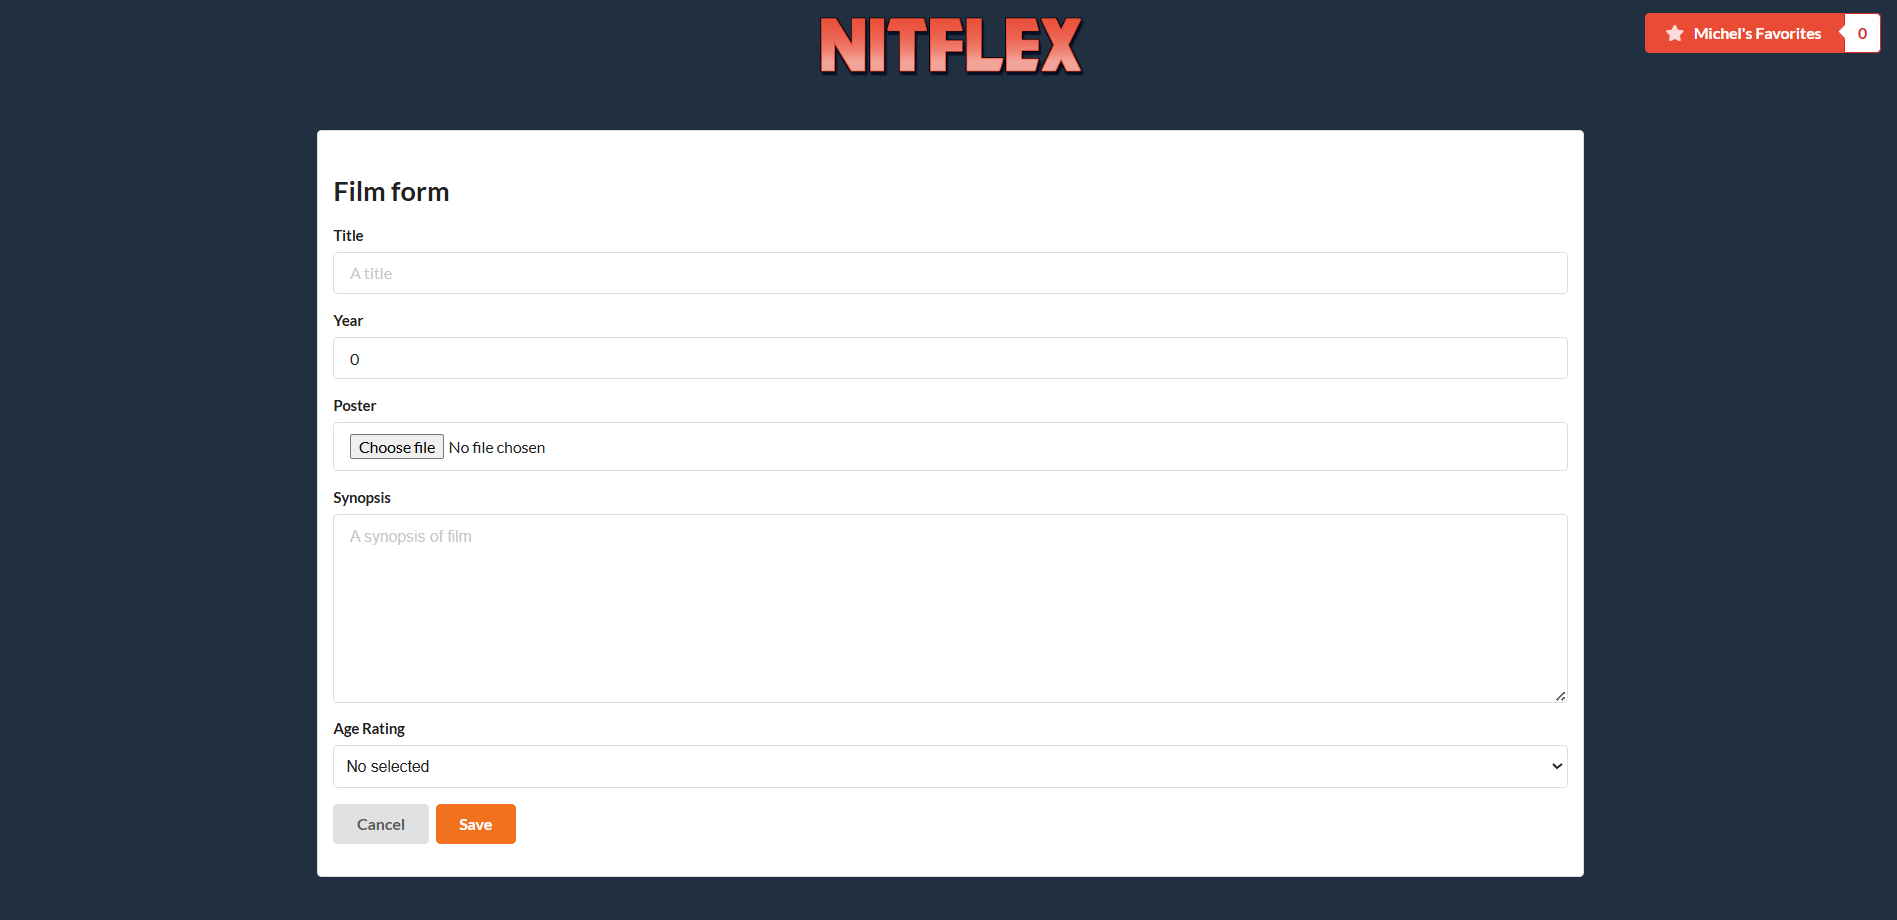 NITFLEX
Michel's Favorites 0
Film form
Title
A title
Year
0
Poster
Choose file No file chosen
Synopsis
A synopsis of film
Age Rating
No selected
Cancel Save